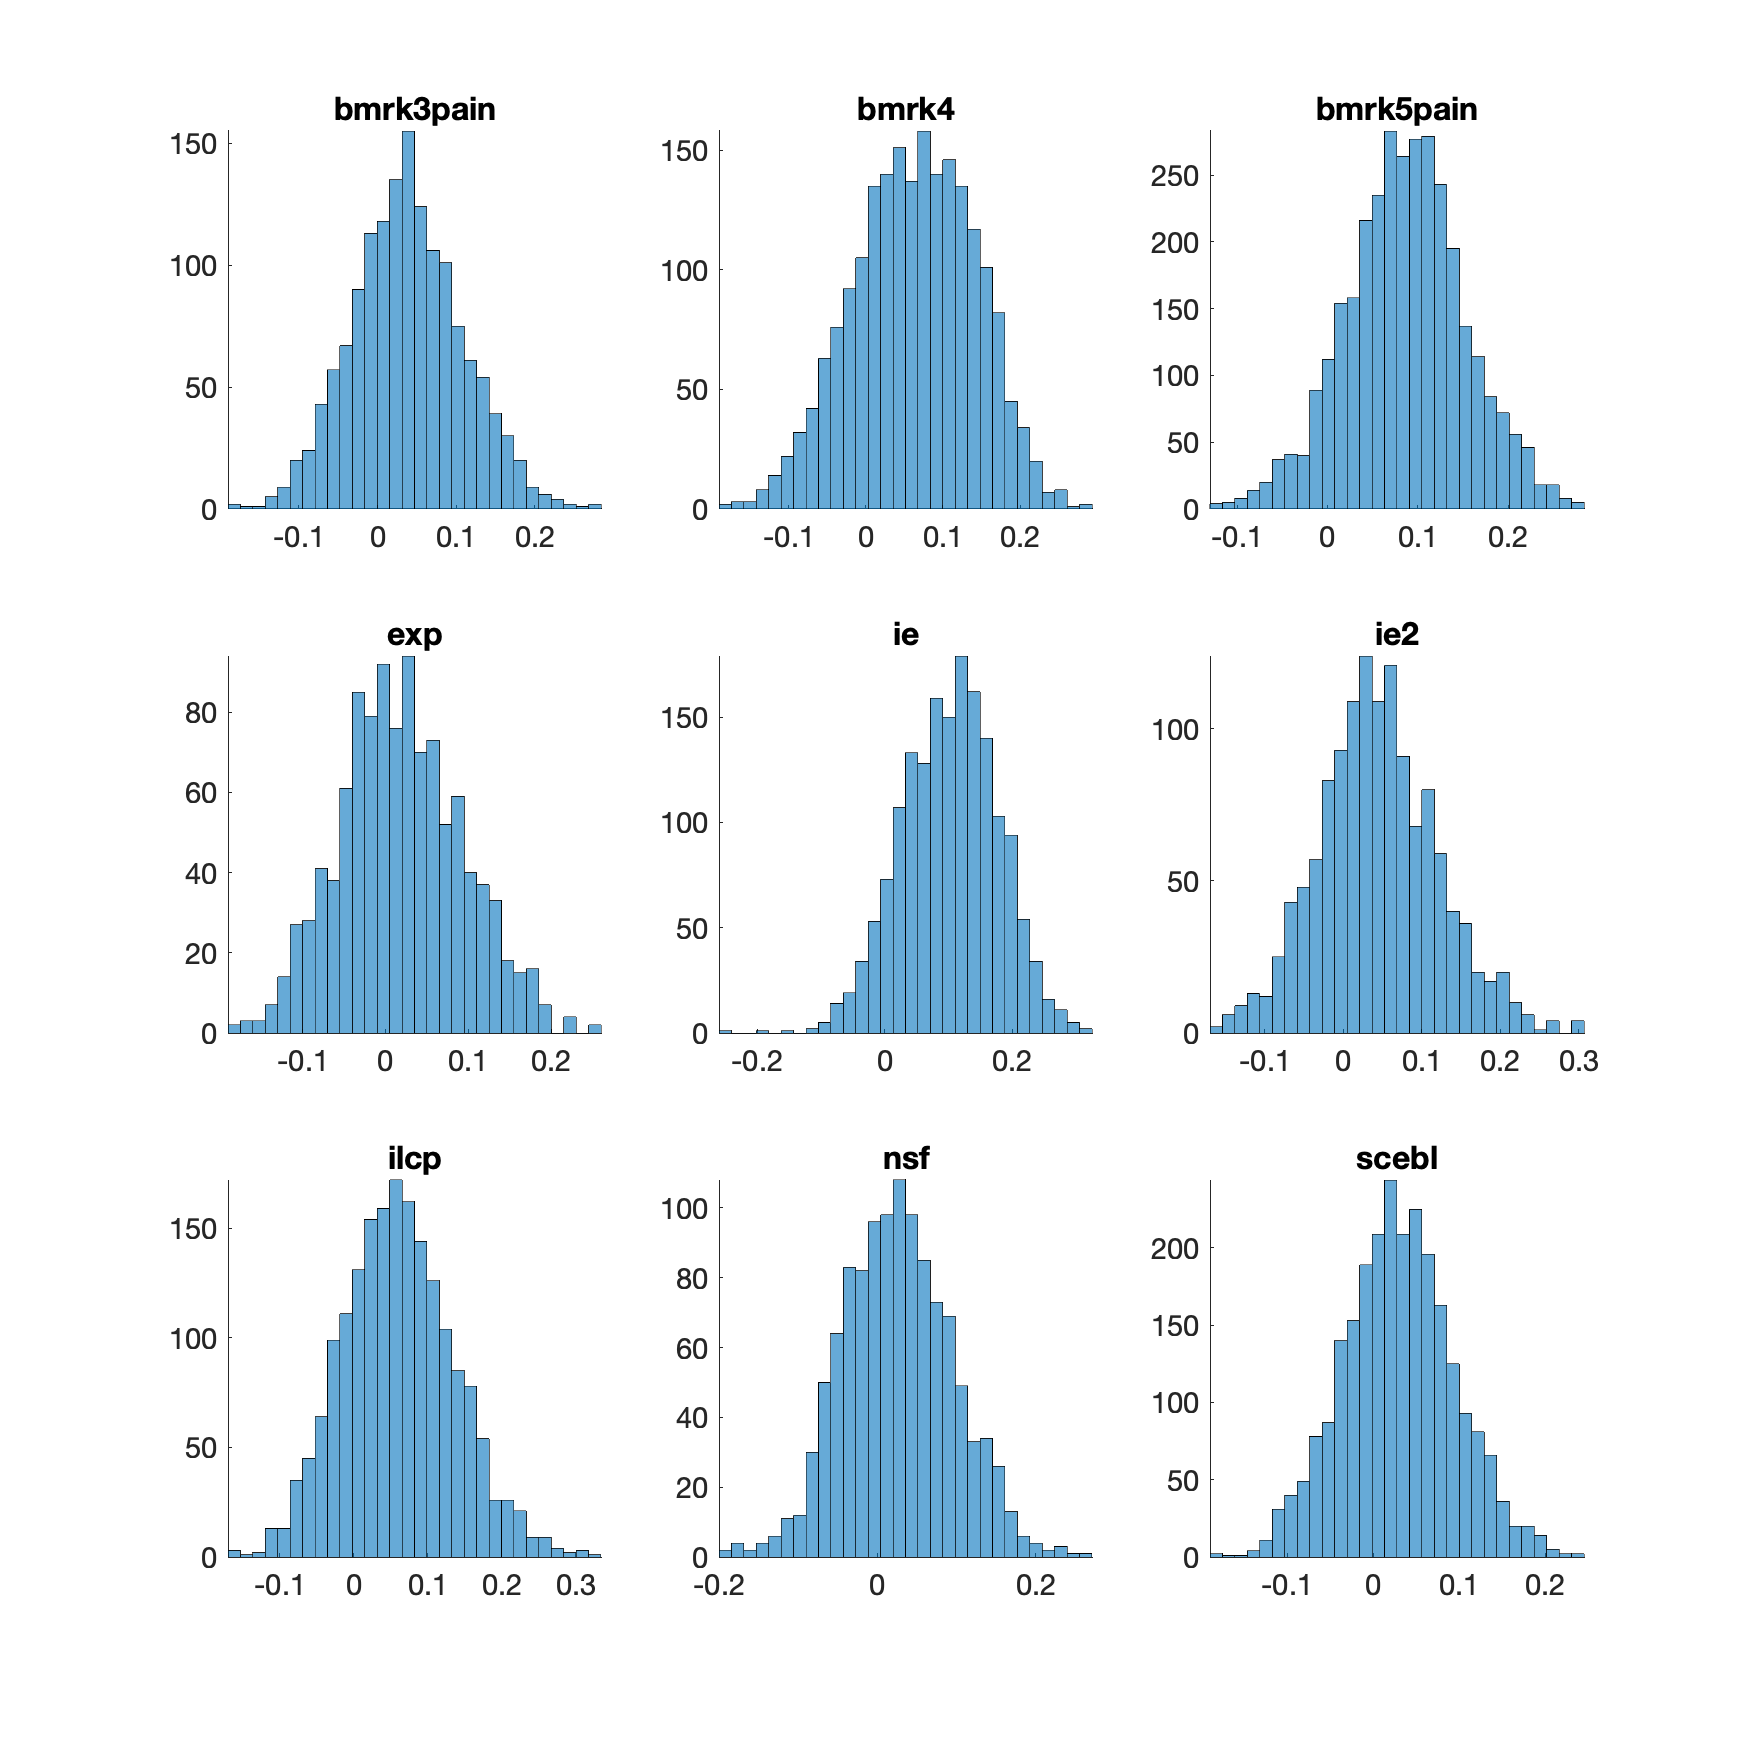 bmrk3pain bmrk4 bmrk5pain
150 100 50 0
-0.1 0 0.1 0.2
150 100 50 0
-0.1 0 0.1 0.2
250 200 150 100 50 0
-0.1 0 0.1 0.2
exp ie ie2
80 60 40 20 0
-0.1 0 0.1 0.2
150 100 50 0
-0.2 0 0.2
100 50 0
-0.1 0 0.1 0.2 0.3
ilcp nsf scebl
150 100 50 0
-0.1 0 0.1 0.2 0.3
100 80 60 40 20 0
-0.2 0 0.2
200 150 100 50 0
-0.1 0 0.1 0.2